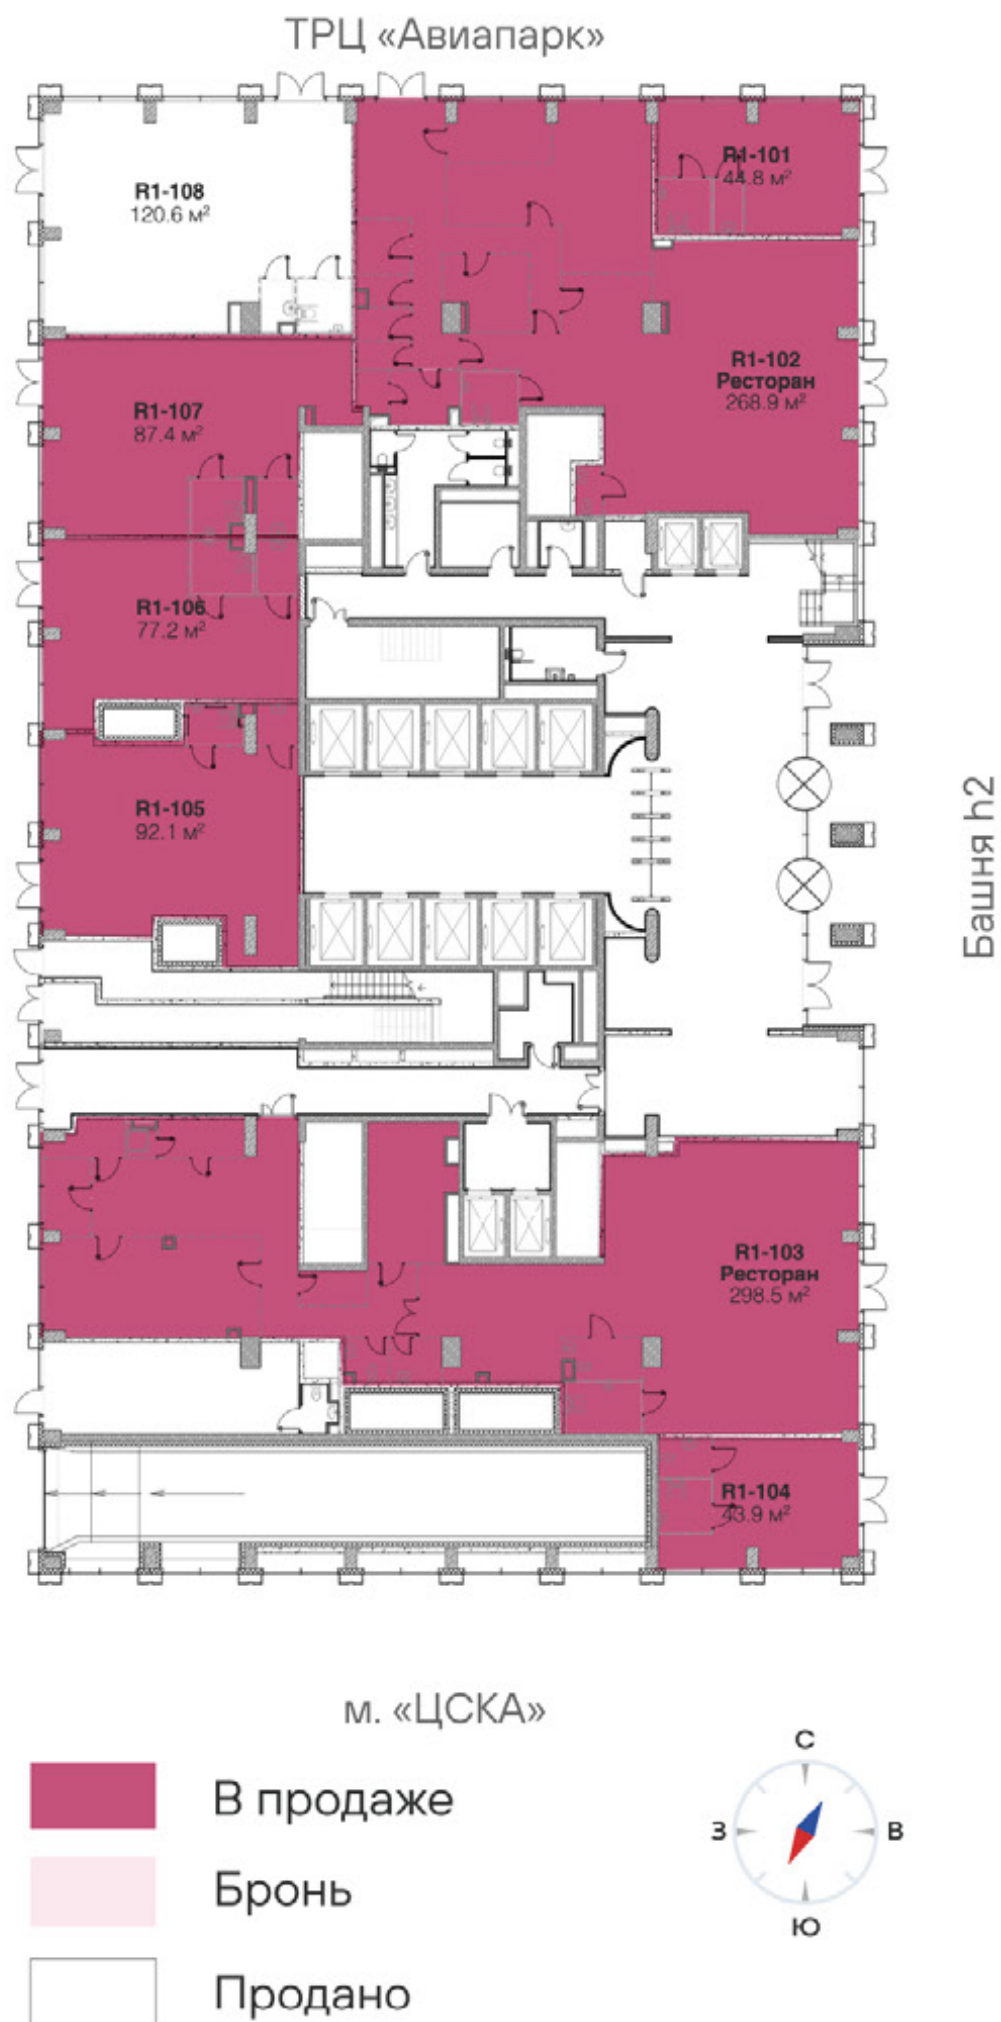 ТРЦ «Авиапарк»
R1-108
120.6 м²
R1-101
44.8 м²
R1-102
Ресторан
268.9 м²
R1-107
87.4 м²
R1-106
77.2 м²
R1-105
92.1 м²
Башня h2
R1-103
Ресторан
298.5 м²
R1-104
43.9 м²
м. «ЦСКА»
В продаже
Бронь
Продано
С
З
В
Ю